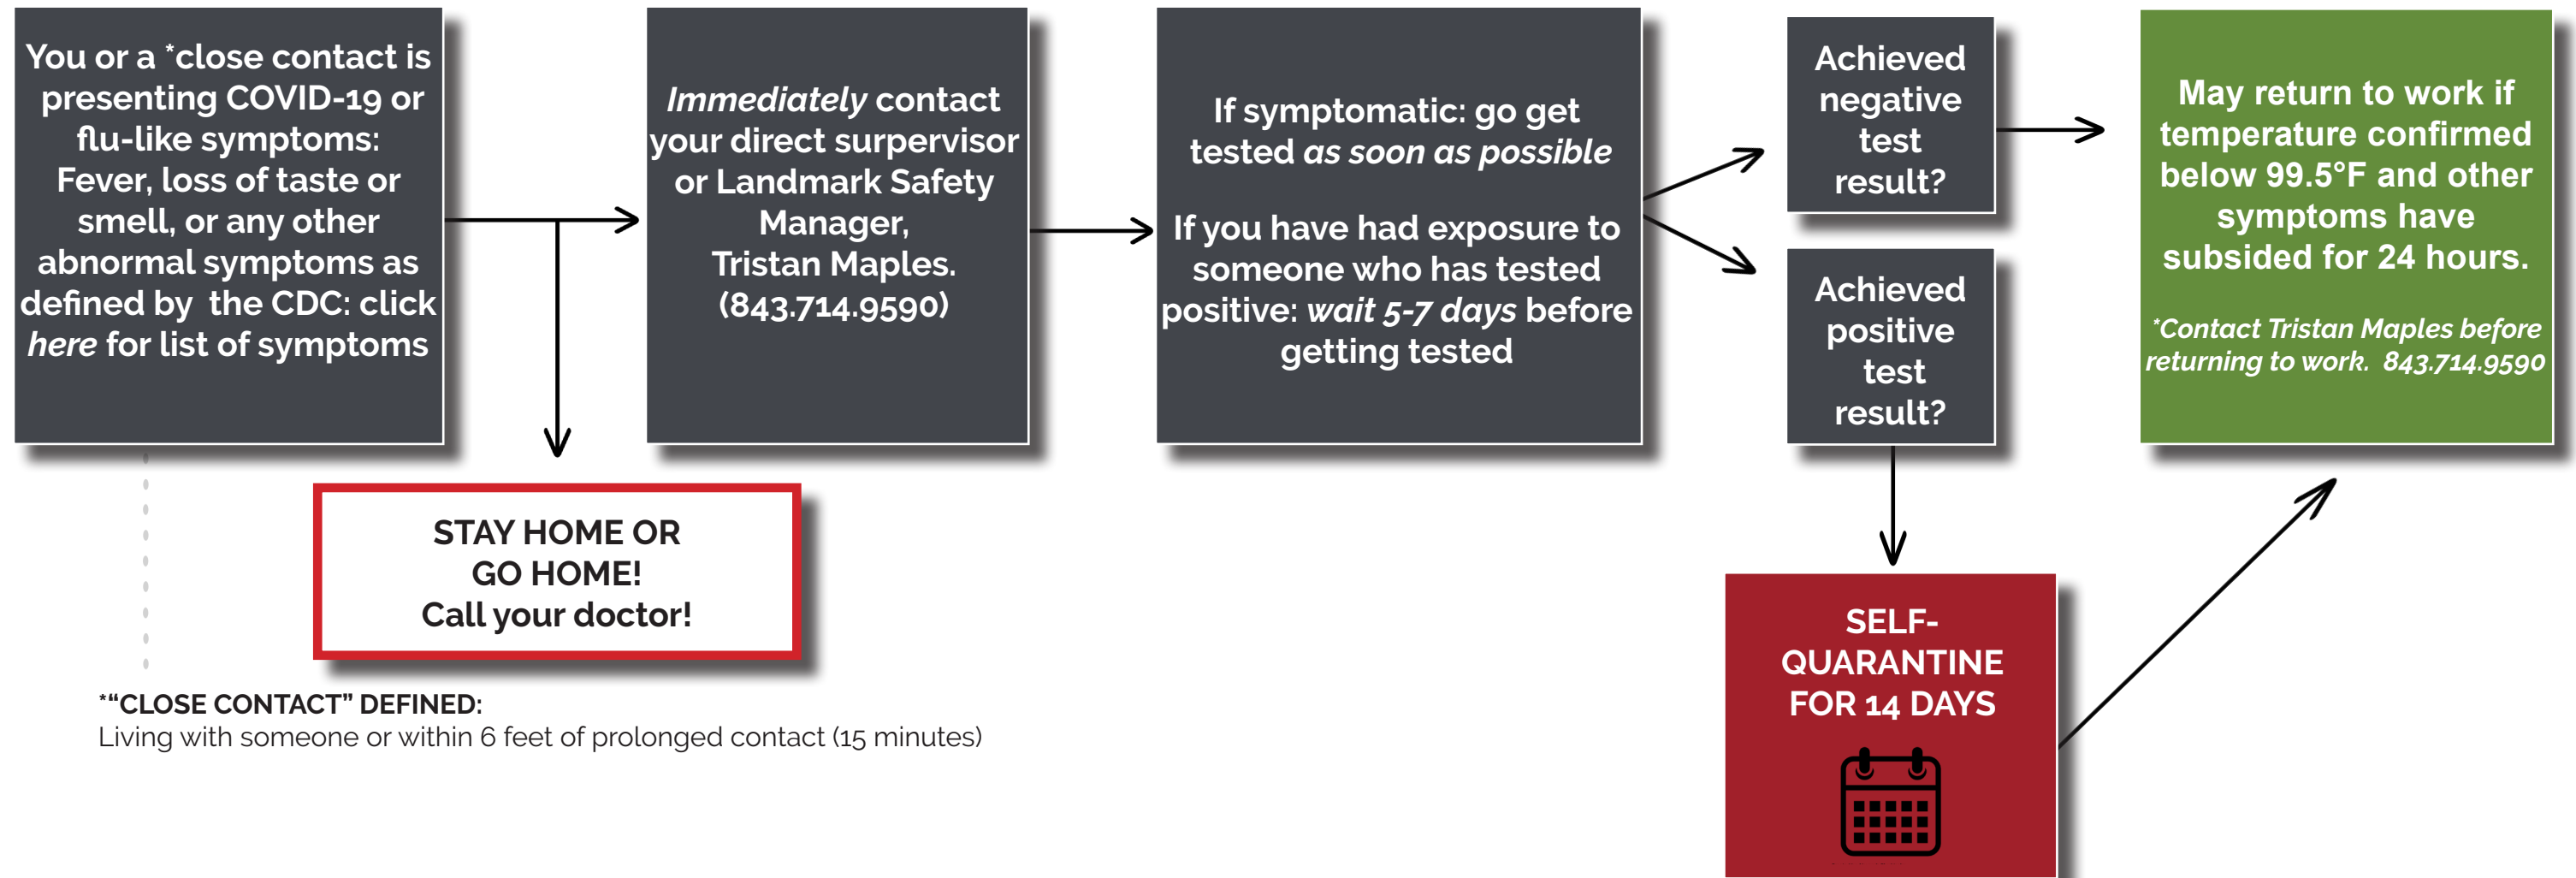 You or a *close contact is
presenting COVID-19 or
flu-like symptoms:
Fever, loss of taste or
smell, or any other
abnormal symptoms as
defined by the CDC: click
here for list of symptoms
Immediately contact
your direct surpervisor
or Landmark Safety
Manager,
Tristan Maples.
(843.714.9590)
If symptomatic: go get
tested as soon as possible
If you have had exposure to
someone who has tested
positive: wait 5-7 days before
getting tested
Achieved
negative
test
result?
Achieved
positive
test
result?
May return to work if
temperature confirmed
below 99.5°F and other
symptoms have
subsided for 24 hours.
*Contact Tristan Maples before
returning to work. 843.714.9590
STAY HOME OR
GO HOME!
Call your doctor!
SELF-
QUARANTINE
FOR 14 DAYS
*“CLOSE CONTACT” DEFINED:
Living with someone or within 6 feet of prolonged contact (15 minutes)